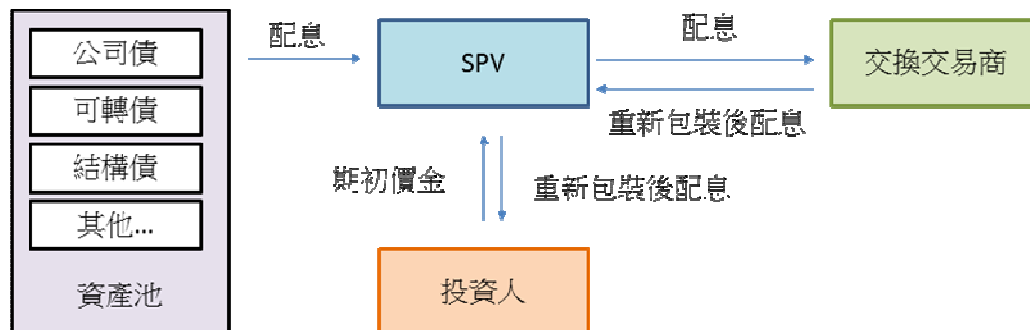 公司債
可轉債
結構債
其他...
資產池
配息
SPV
配息
重新包裝後配息
交換交易商
期初價金
重新包裝後配息
投資人